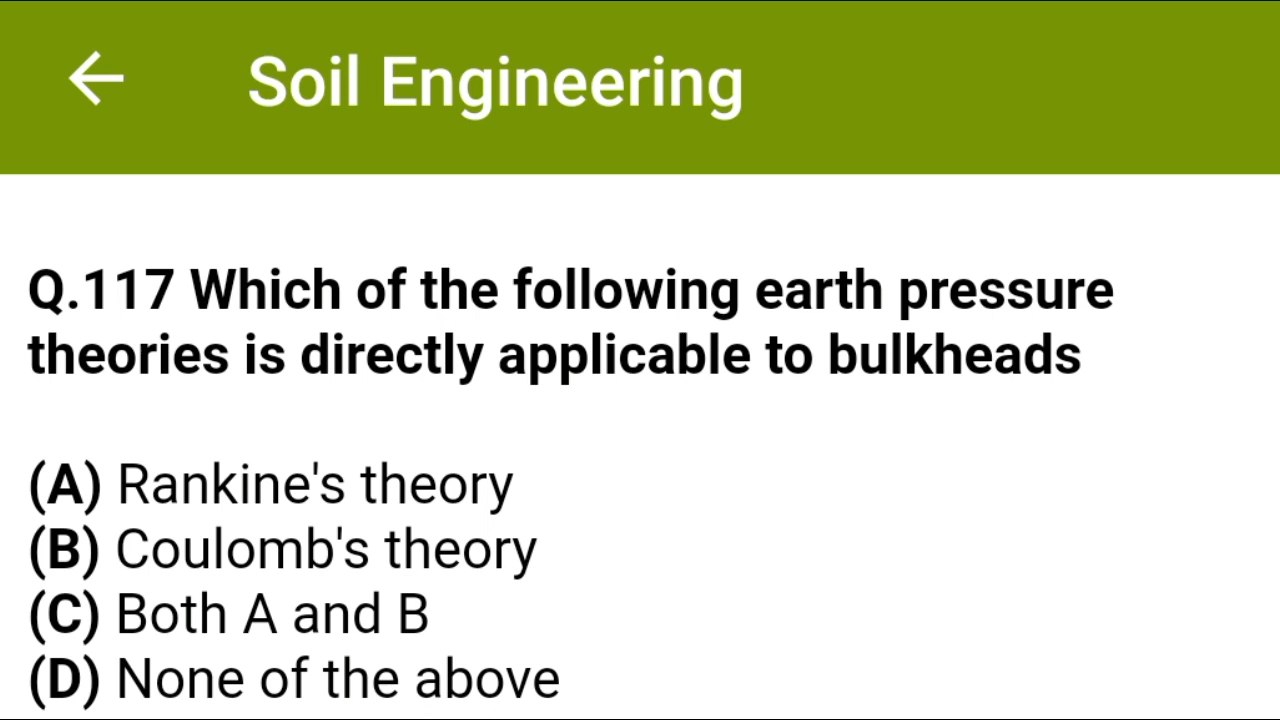 Soil Engineering
Q.117 Which of the following earth pressure
theories is directly applicable to bulkheads
(A) Rankine's theory
(B) Coulomb's theory
(C) Both A and B
(D) None of the above